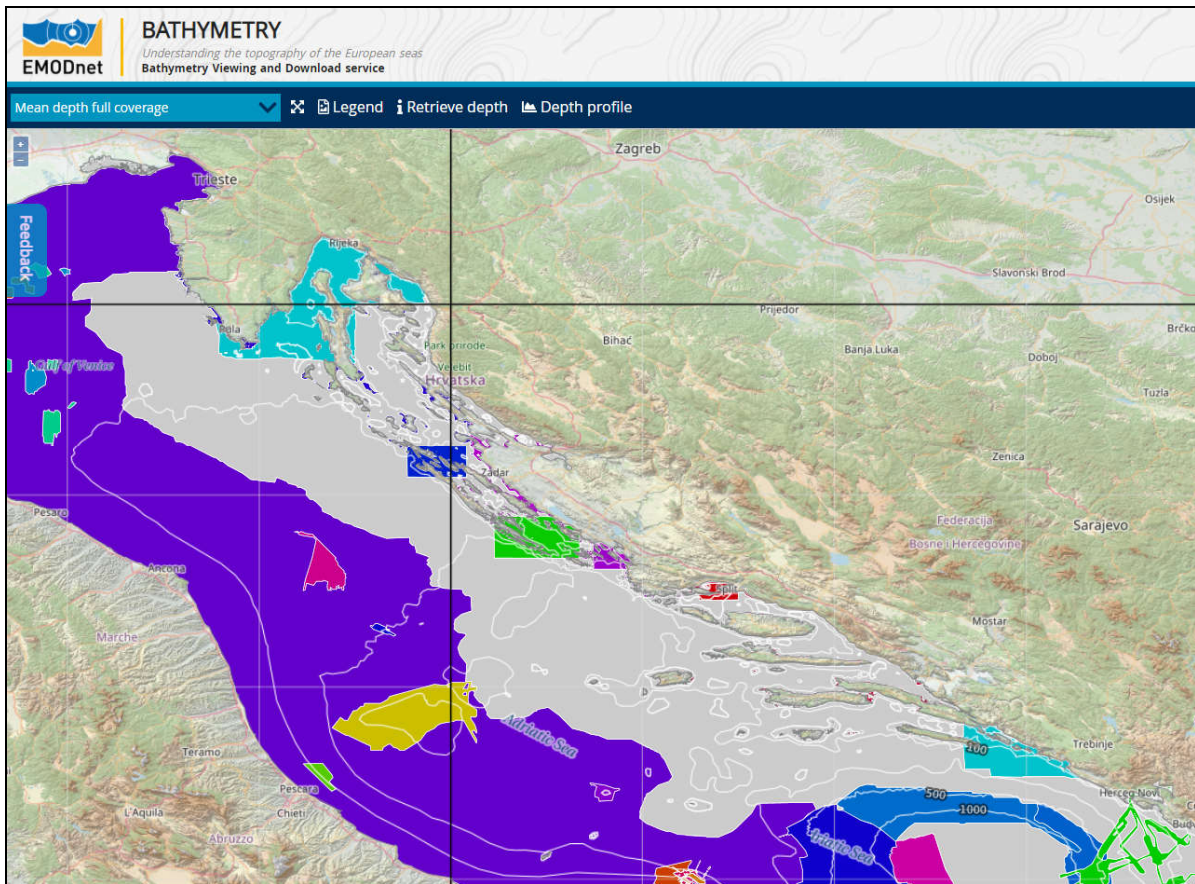 EMODnet
BATHYMETRY
Understanding the topography of the European seas
Bathymetry Viewing and Download service
Mean depth full coverage
Legend
Retrieve depth
Depth profile
+
−
Feedback
Zagreb
Trieste
Osijek
Rijeka
Slavonski Brod
Prijedor
Pula
Bihać
Brčko
Park prirode
Velebit
Banja Luka
Doboj
Gulf of Venice
Hrvatska
Tuzla
Zenica
Zadar
Pesaro
Federacija
Bosne i Hercegovine
Sarajevo
Ancona
Split
Mostar
Marche
Adriatic Sea
Teramo
100
Trebinje
Pescara
500
Herceg-Novi
L'Aquila
Chieti
1000
Abruzzo
riatic Sea